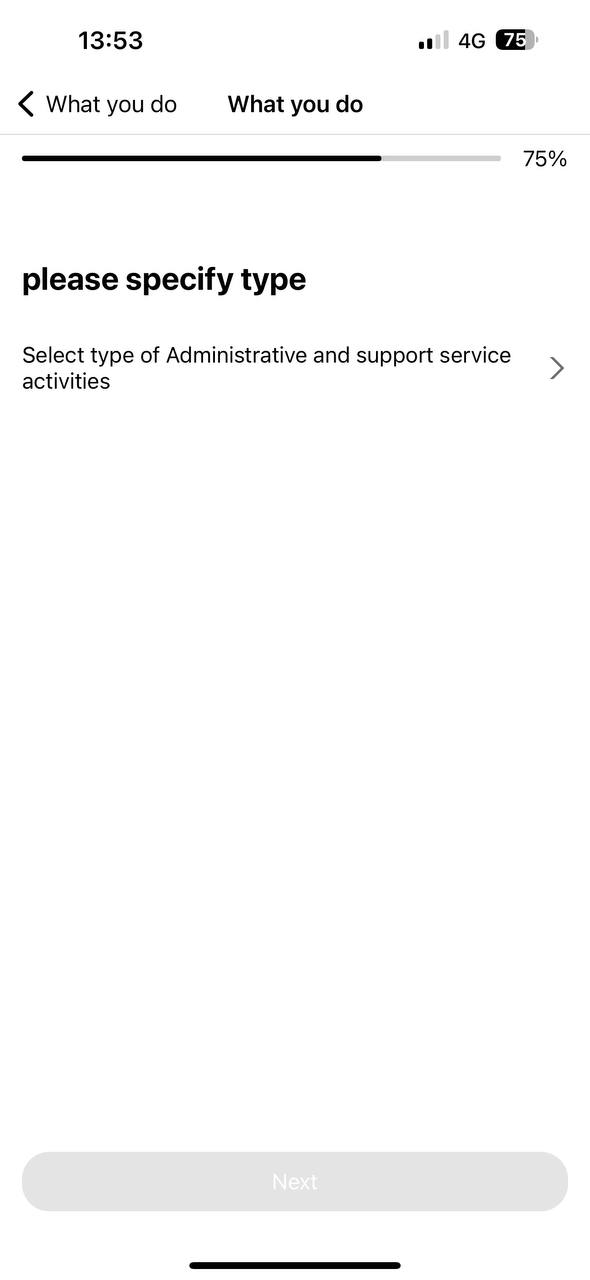 13:53
4G 75
What you do
What you do
75%
please specify type
Select type of Administrative and support service
activities
Next